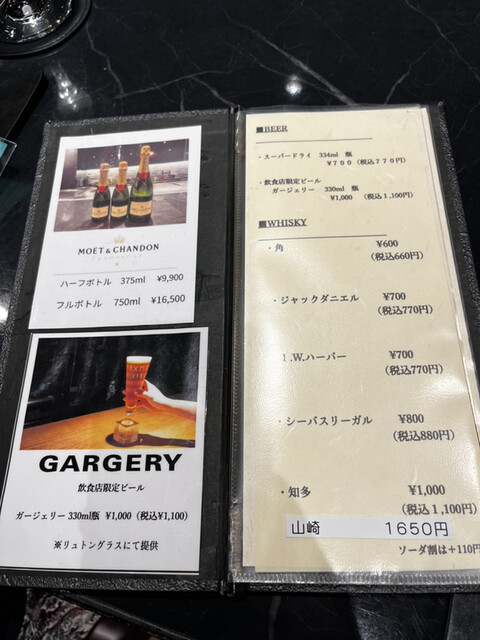 MOËT & CHANDON
CHAMPAGNE
ハーフボトル 375ml ¥9,900
フルボトル 750ml ¥16,500
GARGERY
飲食店限定ビール
ガージェリー 330ml瓶 ¥1,000（税込¥1,100）
※リュトングラスにて提供
■BEER
・スーパードライ 334ml 瓶
¥７００（税込７７０円）
・飲食店限定ビール
ガージェリー 330ml 瓶
¥1,000 （税込1,100円）
■WHISKY
・角 ¥600
（税込660円）
・ジャックダニエル ¥700
（税込770円）
Ｉ.Ｗ.ハーパー ¥700
（税込770円）
・シーバスリーガル ¥800
（税込880円）
・知多 ¥1,000
（税込１,100円）
山崎 １６５０円
ソーダ割は＋110円